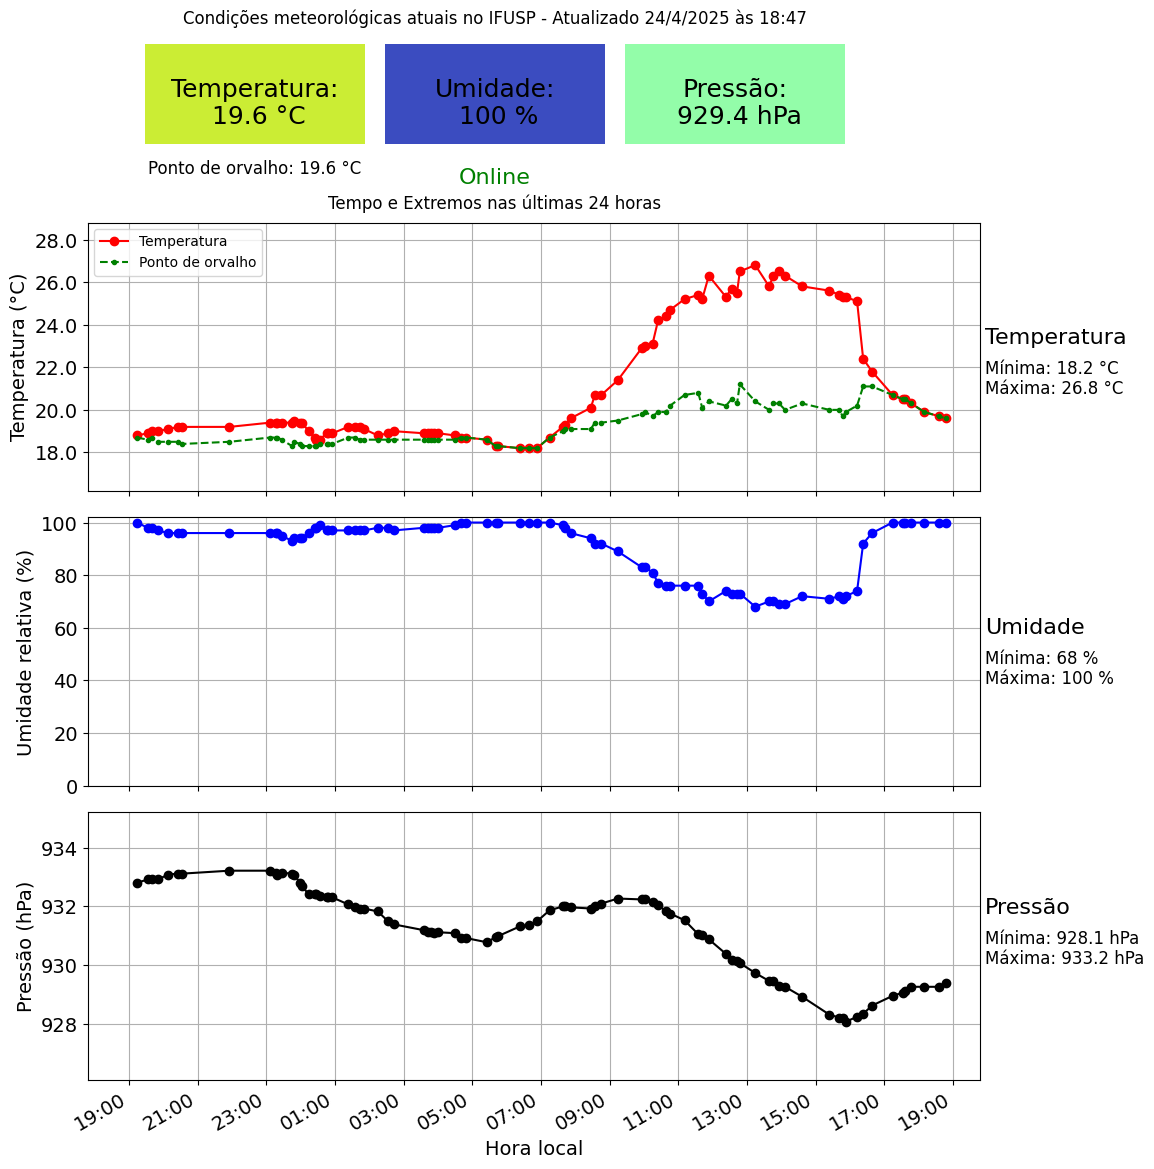 Condições meteorológicas atuais no IFUSP - Atualizado 24/4/2025 às 18:47
Temperatura:
19.6 °C
Umidade:
100 %
Pressão:
929.4 hPa
Ponto de orvalho: 19.6 °C
Online
Tempo e Extremos nas últimas 24 horas
Temperatura (°C)
28.0
26.0
24.0
22.0
20.0
18.0
Temperatura
Ponto de orvalho
Temperatura
Mínima: 18.2 °C
Máxima: 26.8 °C
Umidade relativa (%)
100
80
60
40
20
0
Umidade
Mínima: 68 %
Máxima: 100 %
Pressão (hPa)
934
932
930
928
Pressão
Mínima: 928.1 hPa
Máxima: 933.2 hPa
19:00 21:00 23:00 01:00 03:00 05:00 07:00 09:00 11:00 13:00 15:00 17:00 19:00
Hora local